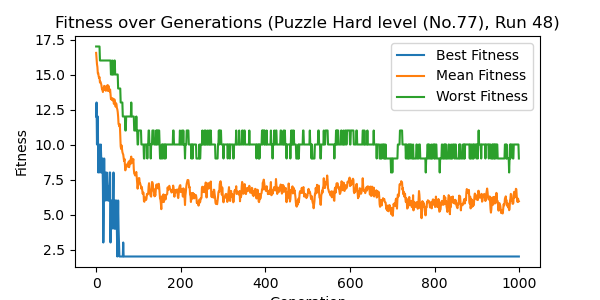 Fitness over Generations (Puzzle Hard level (No.77), Run 48)
17.5
15.0
12.5
10.0
7.5
5.0
2.5
Fitness
Best Fitness
Mean Fitness
Worst Fitness
0 200 400 600 800 1000
Generation